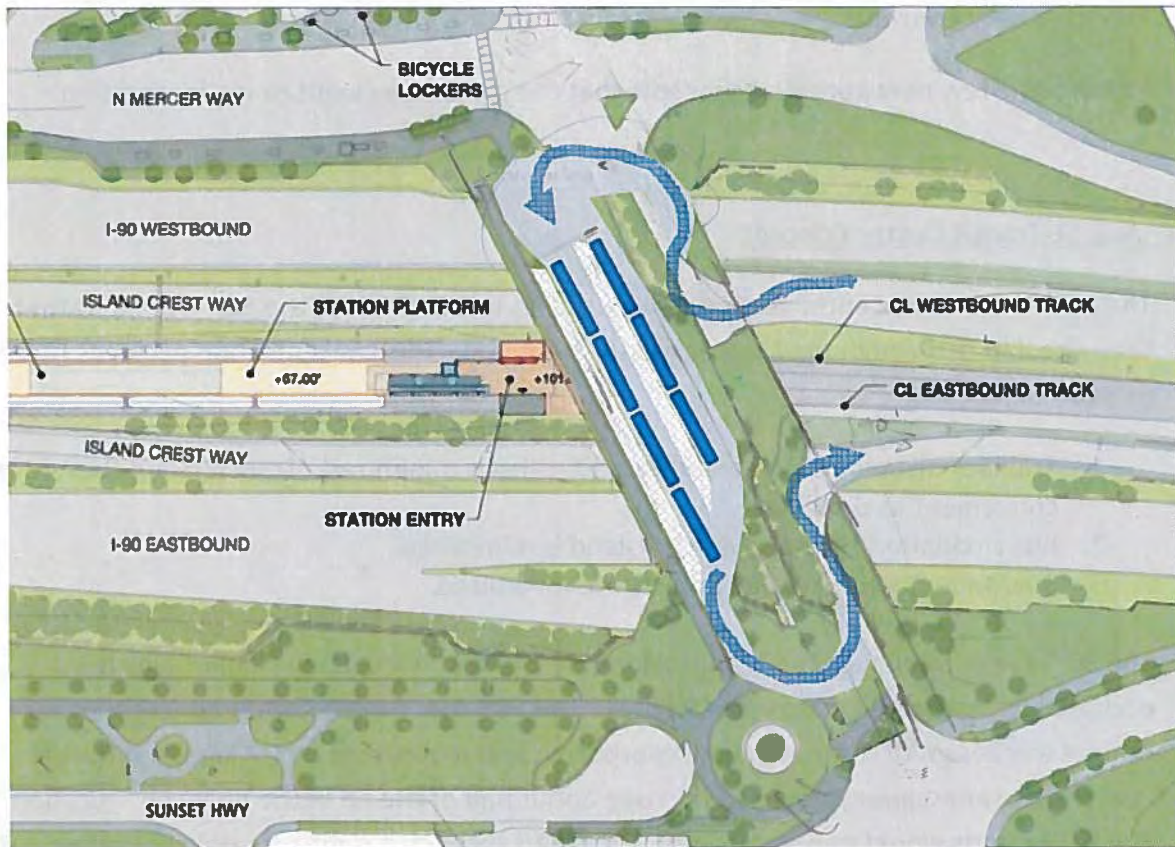 BICYCLE
LOCKERS
N MERCER WAY
I-90 WESTBOUND
ISLAND CREST WAY
STATION PLATFORM
CL WESTBOUND TRACK
+67.00'
CL EASTBOUND TRACK
ISLAND CREST WAY
STATION ENTRY
I-90 EASTBOUND
SUNSET HWY